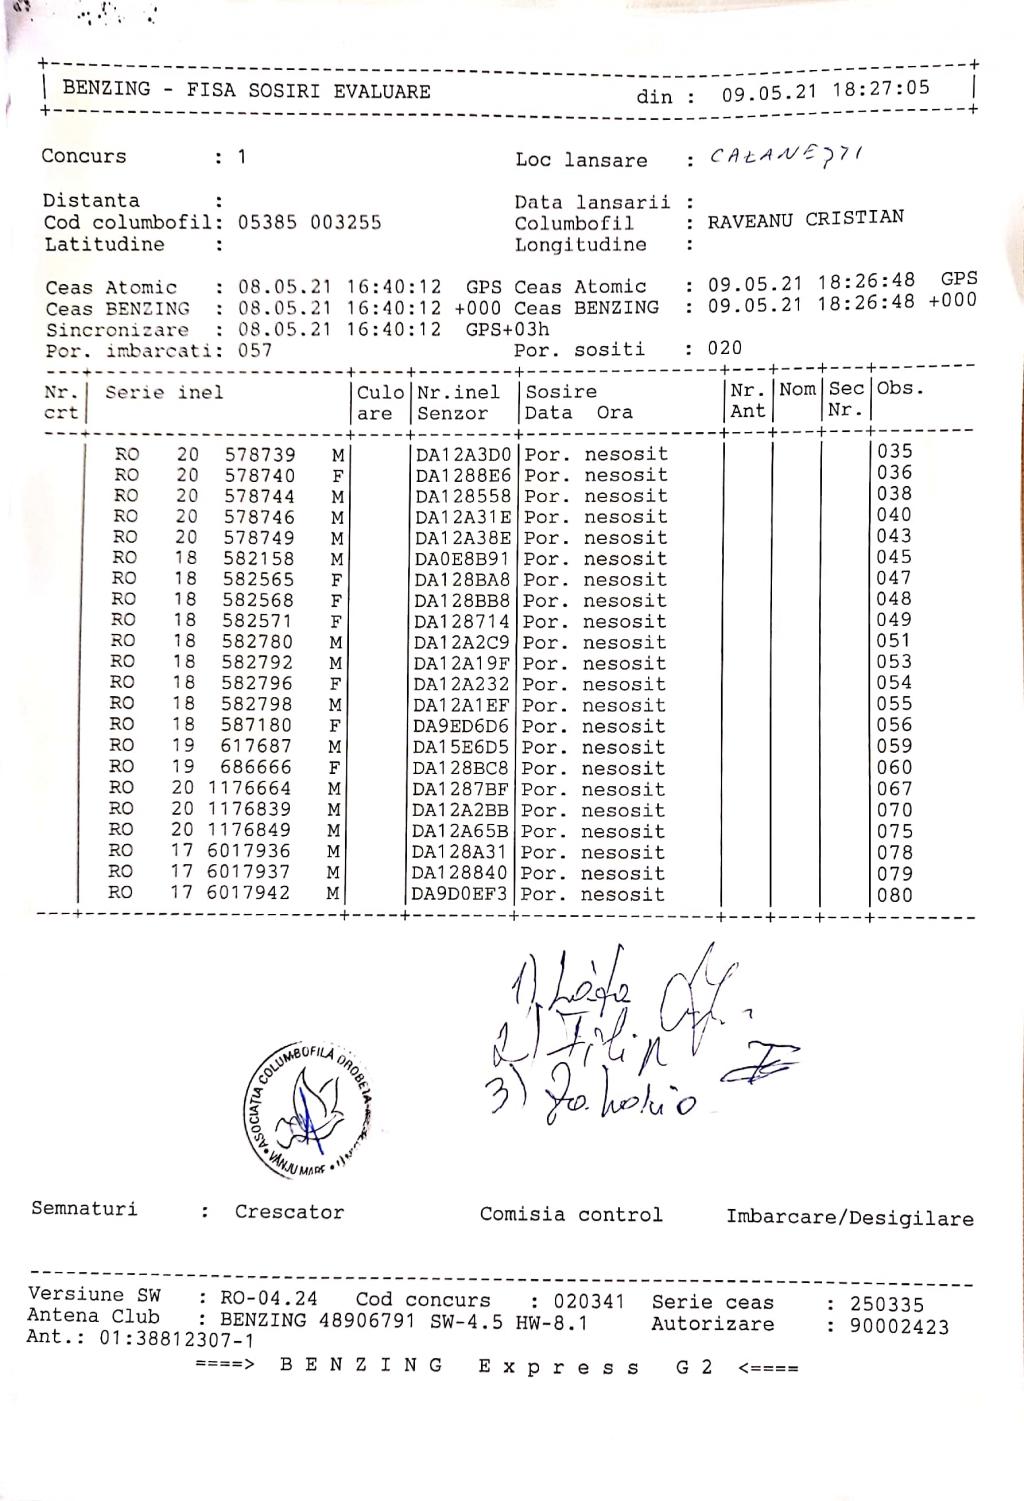 BENZING - FISA SOSIRI EVALUARE din : 09.05.21 18:27:05
Concurs : 1 Loc lansare :
Distanta : Data lansarii :
Cod columbofil: 05385 003255 Columbofil : RAVEANU CRISTIAN
Latitudine : Longitudine :
Ceas Atomic : 08.05.21 16:40:12 GPS Ceas Atomic : 09.05.21 18:26:48 GPS
Ceas BENZING : 08.05.21 16:40:12 +000 Ceas BENZING : 09.05.21 18:26:48 +000
Sincronizare : 08.05.21 16:40:12 GPS+03h
Por. imbarcati: 057 Por. sositi : 020
Nr. Serie inel Culo Nr.inel Sosire Nr. Nom Sec Obs.
crt are Senzor Data Ora Ant Nr.
RO 20 578739 M DA12A3D0 Por. nesosit 035
RO 20 578740 F DA1288E6 Por. nesosit 036
RO 20 578744 M DA128558 Por. nesosit 038
RO 20 578746 M DA12A31E Por. nesosit 040
RO 20 578749 M DA12A38E Por. nesosit 043
RO 18 582158 M DA0E8B91 Por. nesosit 045
RO 18 582565 F DA128BA8 Por. nesosit 047
RO 18 582568 F DA128BB8 Por. nesosit 048
RO 18 582571 F DA128714 Por. nesosit 049
RO 18 582780 M DA12A2C9 Por. nesosit 051
RO 18 582792 M DA12A19F Por. nesosit 053
RO 18 582796 F DA12A232 Por. nesosit 054
RO 18 582798 M DA12A1EF Por. nesosit 055
RO 18 587180 F DA9ED6D6 Por. nesosit 056
RO 19 617687 M DA15E6D5 Por. nesosit 059
RO 19 686666 F DA128BC8 Por. nesosit 060
RO 20 1176664 M DA1287BF Por. nesosit 067
RO 20 1176839 M DA12A2BB Por. nesosit 070
RO 20 1176849 M DA12A65B Por. nesosit 075
RO 17 6017936 M DA128A31 Por. nesosit 078
RO 17 6017937 M DA128840 Por. nesosit 079
RO 17 6017942 M DA9D0EF3 Por. nesosit 080
1)
2) Filip
3)
ASOCIAȚIA COLUMBOFILĂ DROBETA
VÂNJU MARE
Semnaturi : Crescator Comisia control Imbarcare/Desigilare
Versiune SW : RO-04.24 Cod concurs : 020341 Serie ceas : 250335
Antena Club : BENZING 48906791 SW-4.5 HW-8.1 Autorizare : 90002423
Ant.: 01:38812307-1
====> B E N Z I N G E x p r e s s G 2 <====